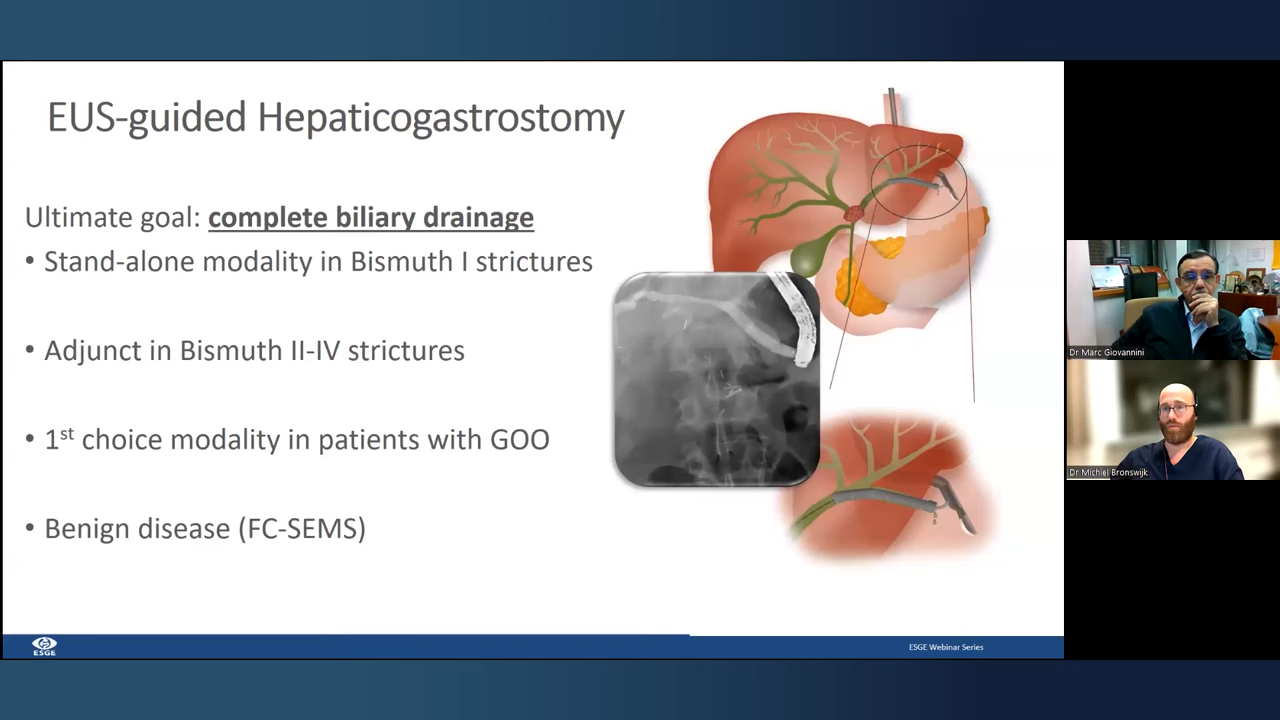 EUS-guided Hepaticogastrostomy
Ultimate goal: complete biliary drainage
• Stand-alone modality in Bismuth I strictures
• Adjunct in Bismuth II-IV strictures
• 1st choice modality in patients with GOO
• Benign disease (FC-SEMS)
Dr Marc Giovannini
Dr Michiel Bronswijk
ESGE
ESGE Webinar Series